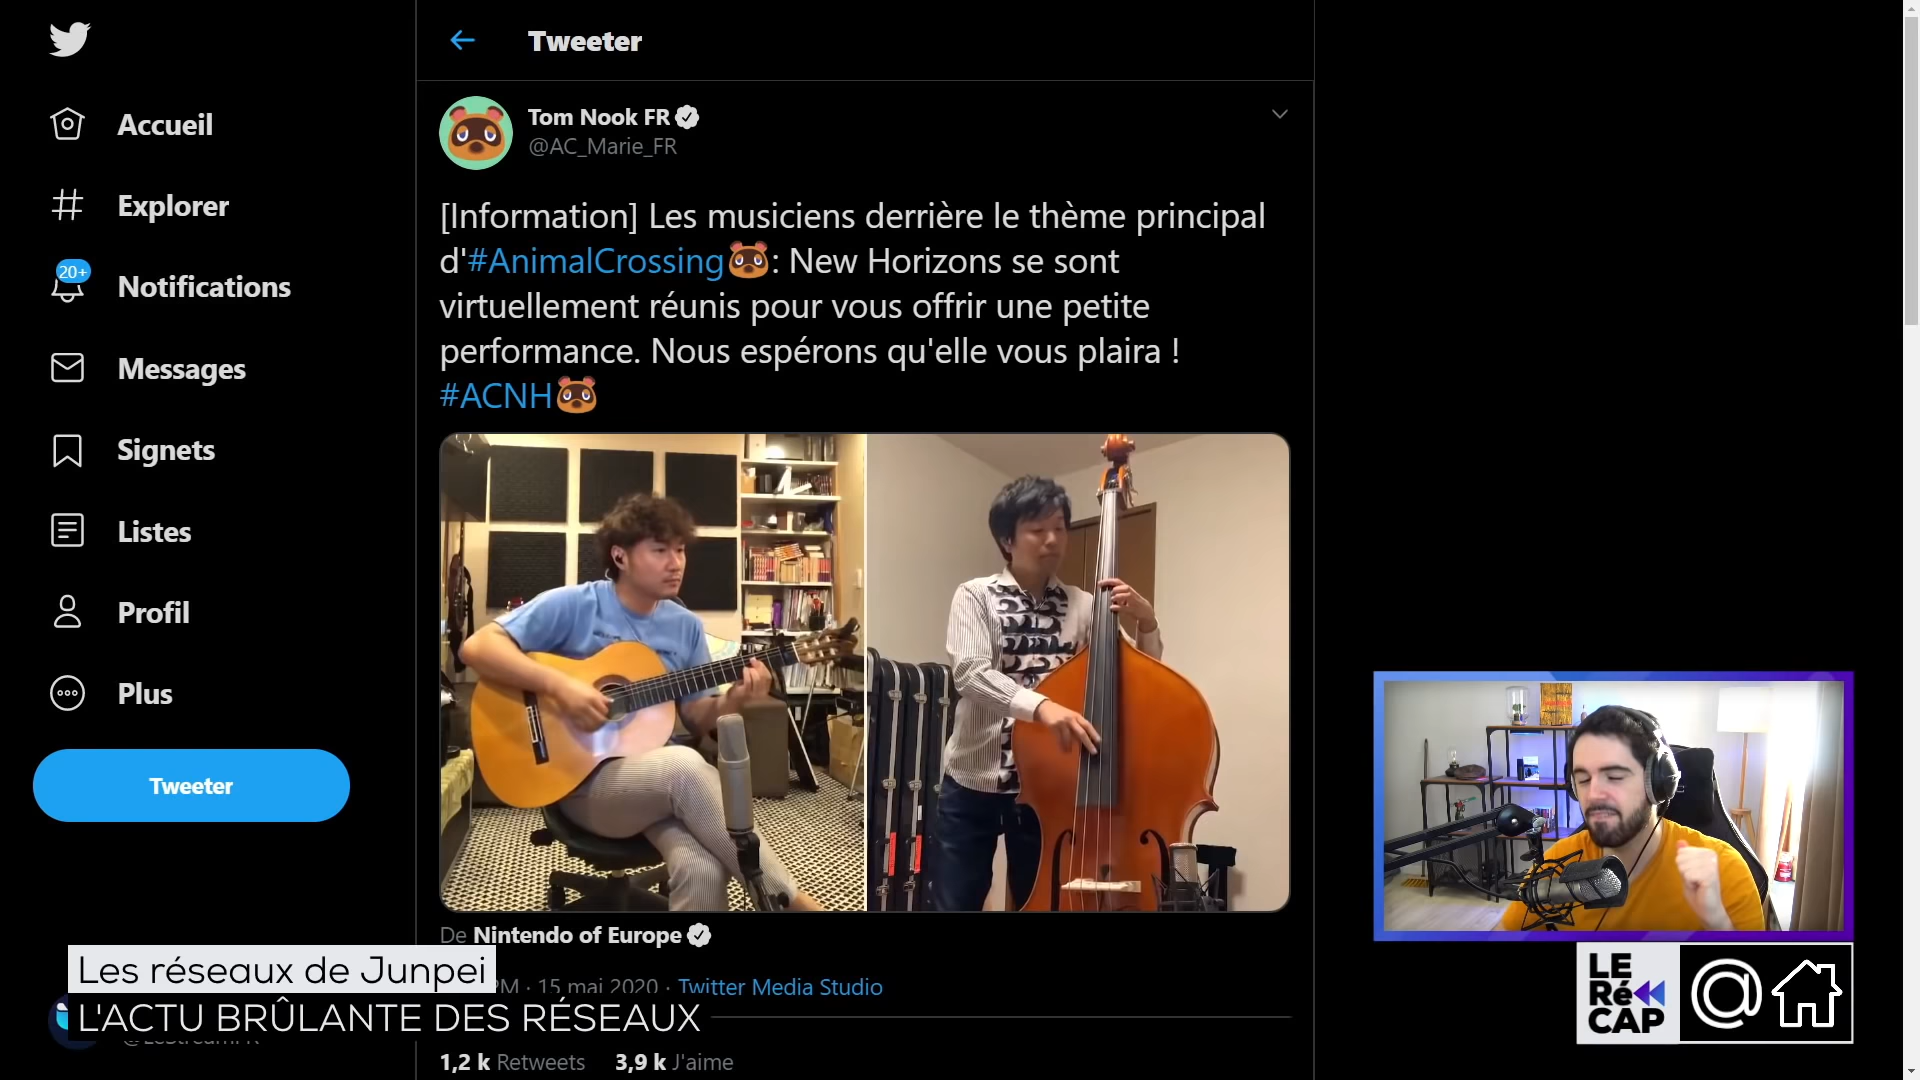 Tweeter
Accueil
Explorer
20+
Notifications
Messages
Signets
Listes
Profil
Plus
Tweeter
Tom Nook FR
@AC_Marie_FR
[Information] Les musiciens derrière le thème principal
d'#AnimalCrossing: New Horizons se sont
virtuellement réunis pour vous offrir une petite
performance. Nous espérons qu'elle vous plaira !
#ACNH
De Nintendo of Europe
PM · 15 mai 2020 · Twitter Media Studio
1,2 k Retweets 3,9 k J'aime
Les réseaux de Junpei
L'ACTU BRÛLANTE DES RÉSEAUX
LE
Ré
CAP
@